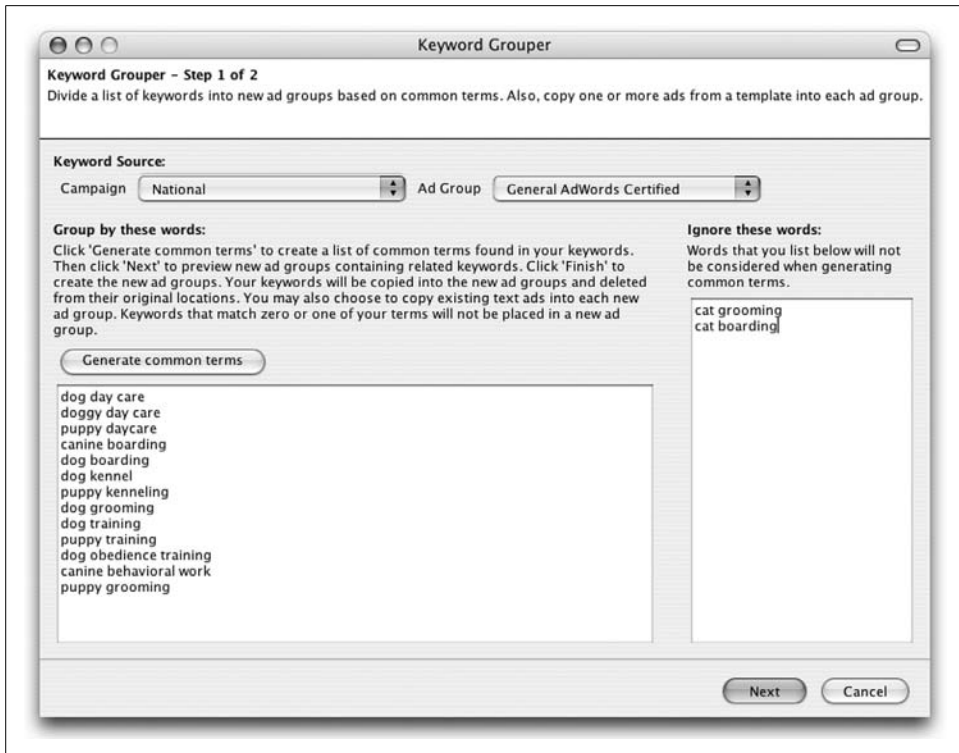 Keyword Grouper
Keyword Grouper – Step 1 of 2
Divide a list of keywords into new ad groups based on common terms. Also, copy one or more ads from a template into each ad group.
Keyword Source:
Campaign National Ad Group General AdWords Certified
Group by these words:
Click 'Generate common terms' to create a list of common terms found in your keywords.
Then click 'Next' to preview new ad groups containing related keywords. Click 'Finish' to
create the new ad groups. Your keywords will be copied into the new ad groups and deleted
from their original locations. You may also choose to copy existing text ads into each new
ad group. Keywords that match zero or one of your terms will not be placed in a new ad
group.
Generate common terms
dog day care
doggy day care
puppy daycare
canine boarding
dog boarding
dog kennel
puppy kenneling
dog grooming
dog training
puppy training
dog obedience training
canine behavioral work
puppy grooming
Ignore these words:
Words that you list below will not
be considered when generating
common terms.
cat grooming
cat boarding
Next Cancel